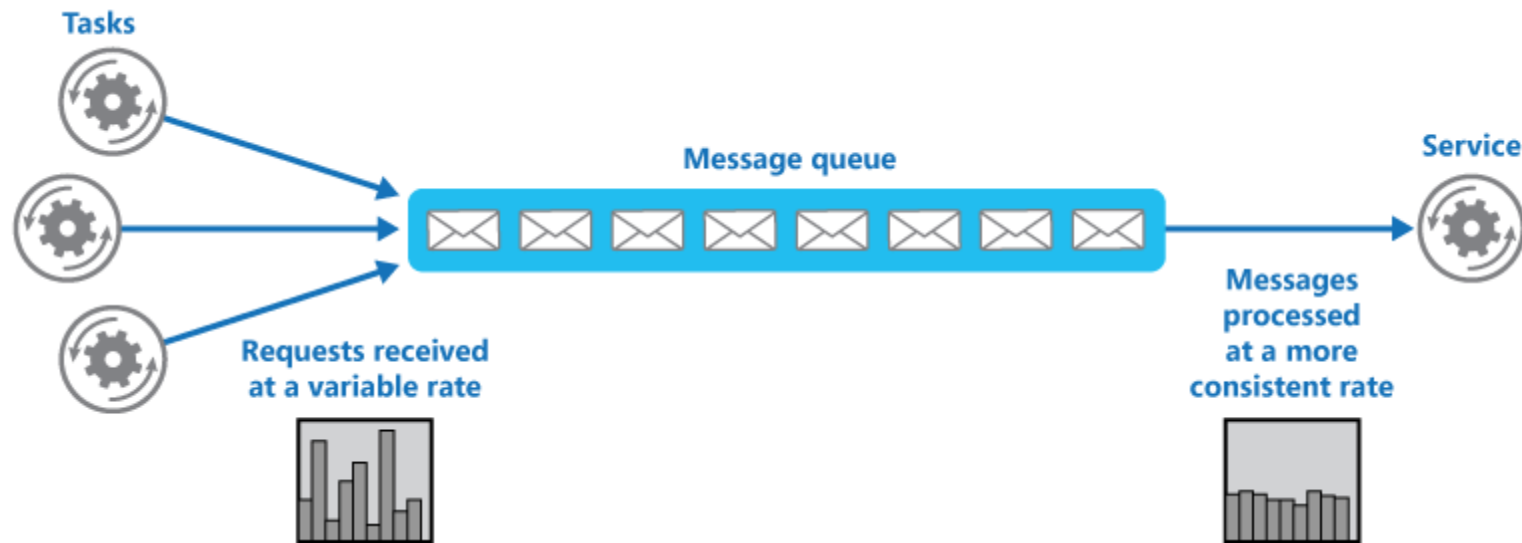 Tasks
Message queue
Service
Requests received
at a variable rate
Messages
processed
at a more
consistent rate